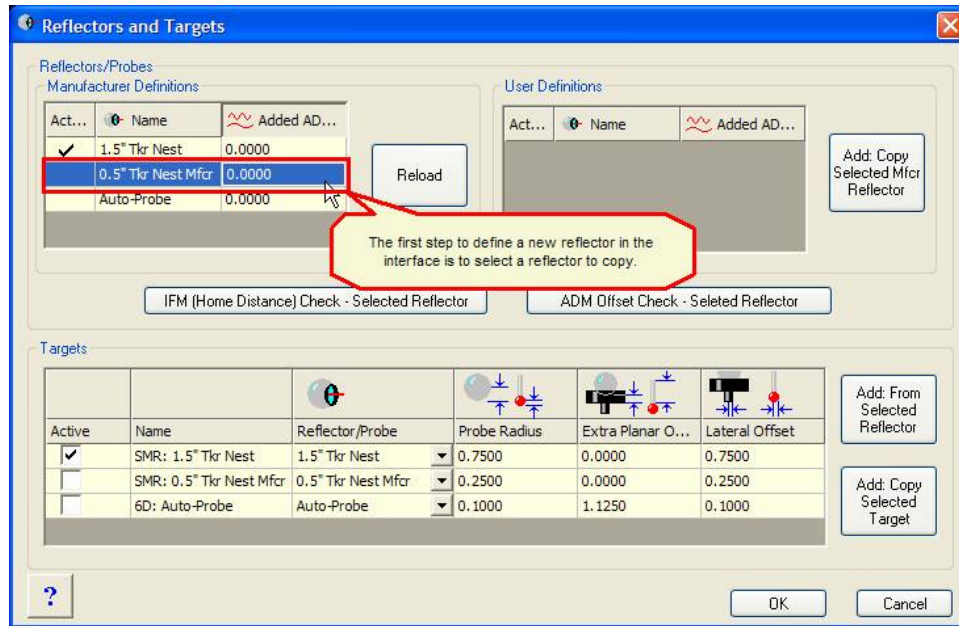 Reflectors and Targets
Reflectors/Probes
Manufacturer Definitions
Act... Name Added AD...
1.5" Tkr Nest 0.0000
0.5" Tkr Nest Mfcr 0.0000
Auto-Probe 0.0000
Reload
User Definitions
Act... Name Added AD...
Add: Copy
Selected Mfcr
Reflector
The first step to define a new reflector in the
interface is to select a reflector to copy.
IFM (Home Distance) Check - Selected Reflector
ADM Offset Check - Seleted Reflector
Targets
Active Name Reflector/Probe Probe Radius Extra Planar O... Lateral Offset
SMR: 1.5" Tkr Nest 1.5" Tkr Nest 0.7500 0.0000 0.7500
SMR: 0.5" Tkr Nest Mfcr 0.5" Tkr Nest Mfcr 0.2500 0.0000 0.2500
6D: Auto-Probe Auto-Probe 0.1000 1.1250 0.1000
Add: From
Selected
Reflector
Add: Copy
Selected
Target
?
OK
Cancel